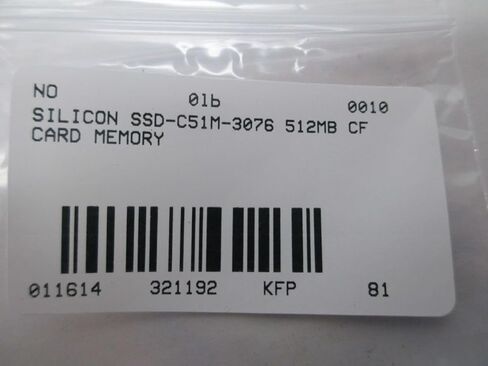 NO 0lb 0010
SILICON SSD-C51M-3076 512MB CF
CARD MEMORY
011614 321192 KFP 81